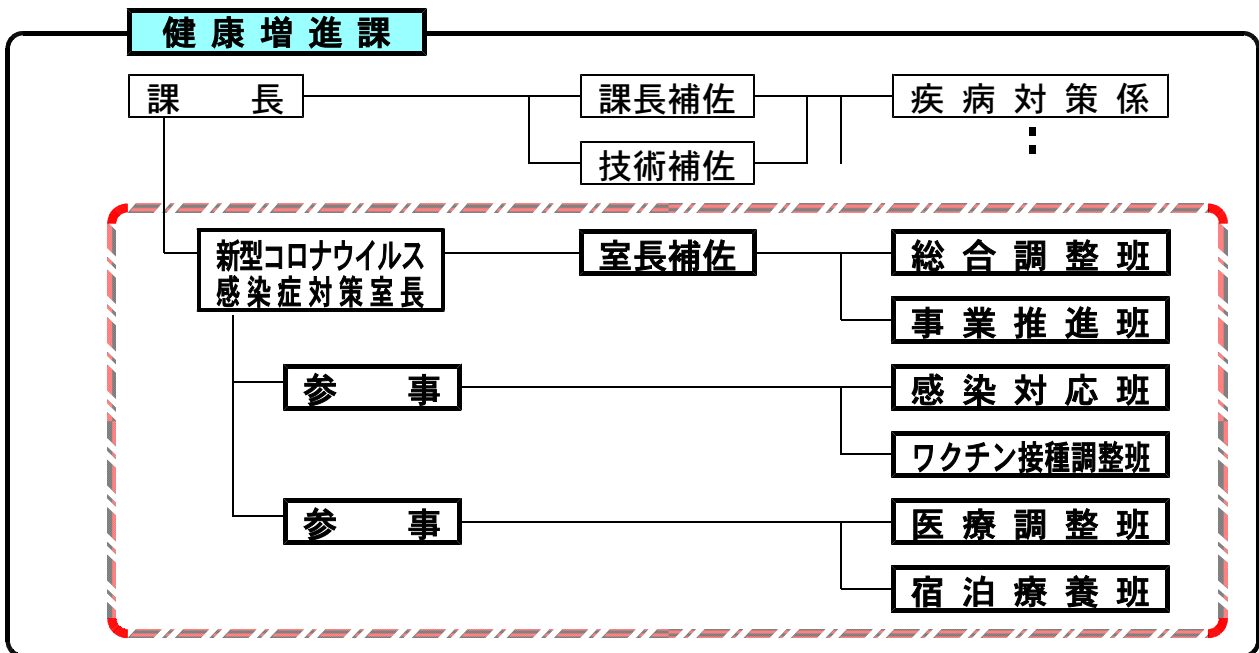 健康増進課
課長
課長補佐
疾病対策係
技術補佐
新型コロナウイルス
感染症対策室長
室長補佐
総合調整班
事業推進班
参事
感染対応班
ワクチン接種調整班
参事
医療調整班
宿泊療養班